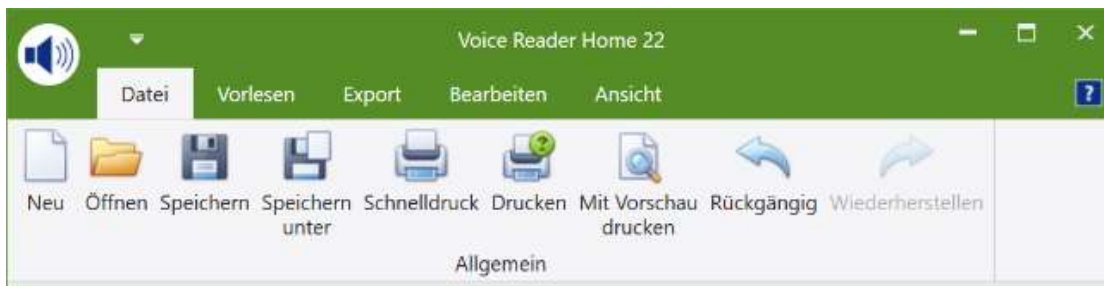 Voice Reader Home 22
Datei Vorlesen Export Bearbeiten Ansicht ?
Neu Öffnen Speichern Speichern unter Schnelldruck Drucken Mit Vorschau drucken Rückgängig Wiederherstellen
Allgemein